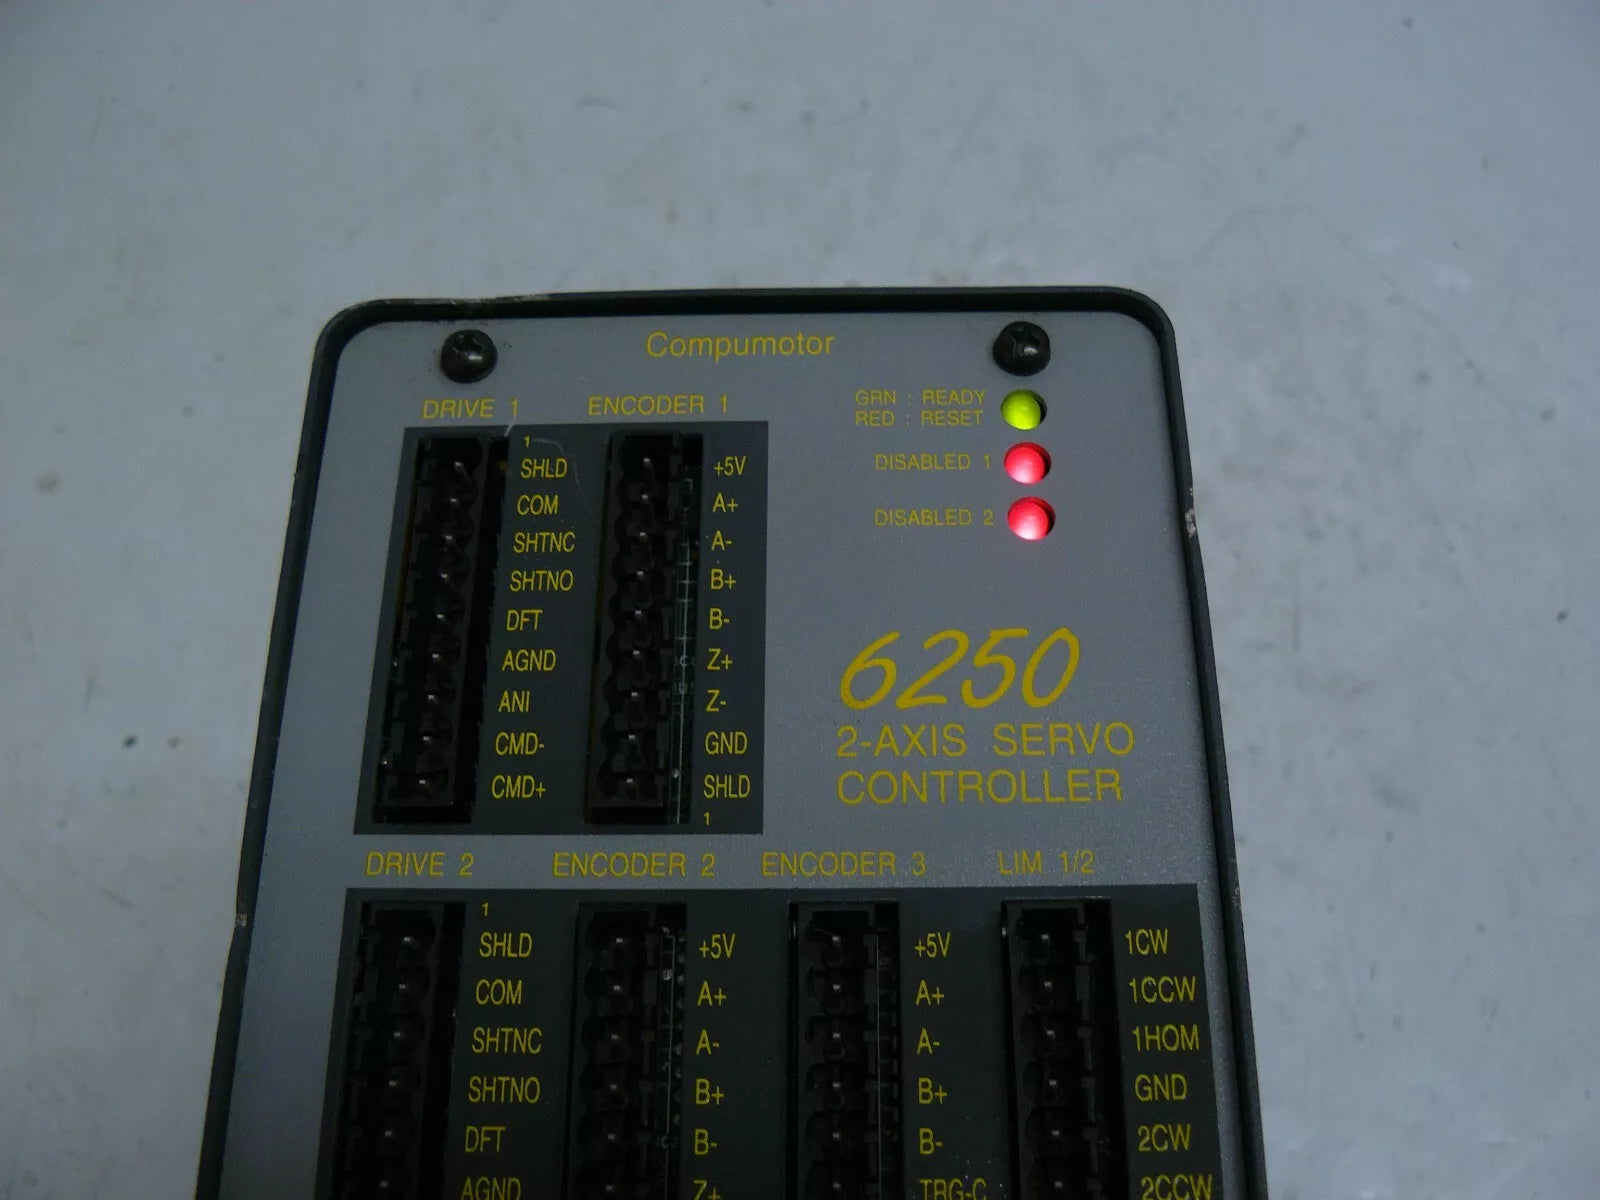 Compumotor
DRIVE 1
ENCODER 1
GRN : READY
RED : RESET
DISABLED 1
DISABLED 2
1
SHLD
COM
SHTNC
SHTNO
DFT
AGND
ANI
CMD-
CMD+
+5V
A+
A-
B+
B-
Z+
Z-
GND
SHLD
1
6250
2-AXIS SERVO
CONTROLLER
DRIVE 2
ENCODER 2
ENCODER 3
LIM 1/2
1
SHLD
COM
SHTNC
SHTNO
DFT
AGND
+5V
A+
A-
B+
B-
Z+
+5V
A+
A-
B+
B-
TRG-C
1CW
1CCW
1HOM
GND
2CW
2CCW